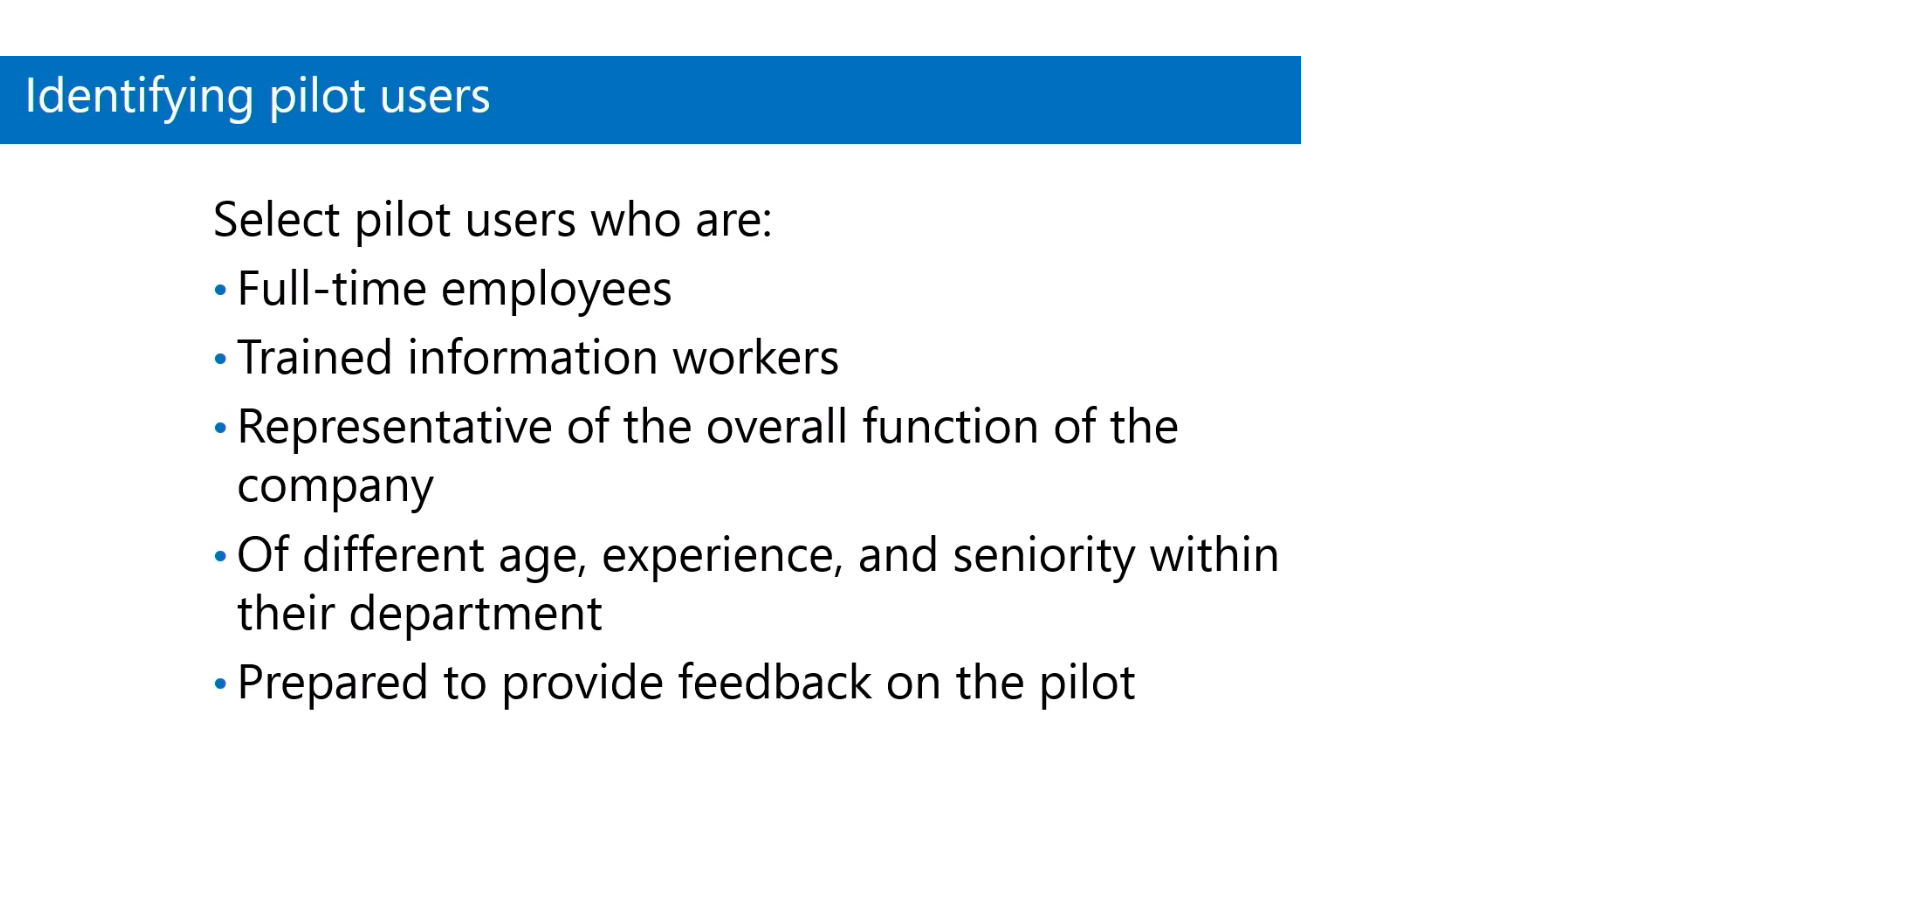 Identifying pilot users
Select pilot users who are:
• Full-time employees
• Trained information workers
• Representative of the overall function of the
company
• Of different age, experience, and seniority within
their department
• Prepared to provide feedback on the pilot